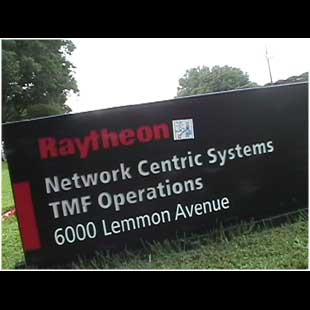 Raytheon
Network Centric Systems
TMF Operations
6000 Lemmon Avenue